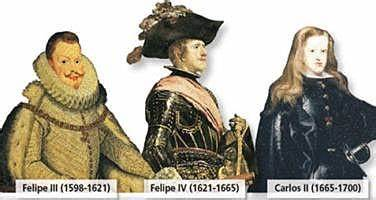 Felipe III (1598-1621)
Felipe IV (1621-1665)
Carlos II (1665-1700)